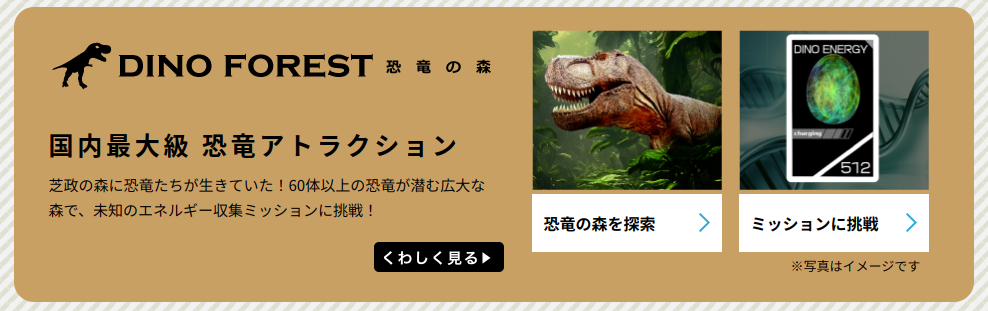 DINO FOREST 恐竜の森
国内最大級 恐竜アトラクション
芝政の森に恐竜たちが生きていた！60体以上の恐竜が潜む広大な
森で、未知のエネルギー収集ミッションに挑戦！
くわしく見る▶
DINO ENERGY
charging
512
恐竜の森を探索
ミッションに挑戦
※写真はイメージです